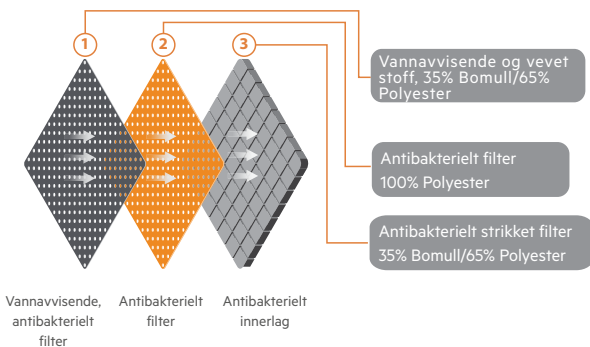 1
2
3
Vannavvisende og vevet
stoff, 35% Bomull/65%
Polyester
Antibakterielt filter
100% Polyester
Antibakterielt strikket filter
35% Bomull/65% Polyester
Vannavvisende,
antibakterielt
filter
Antibakterielt
filter
Antibakterielt
innerlag